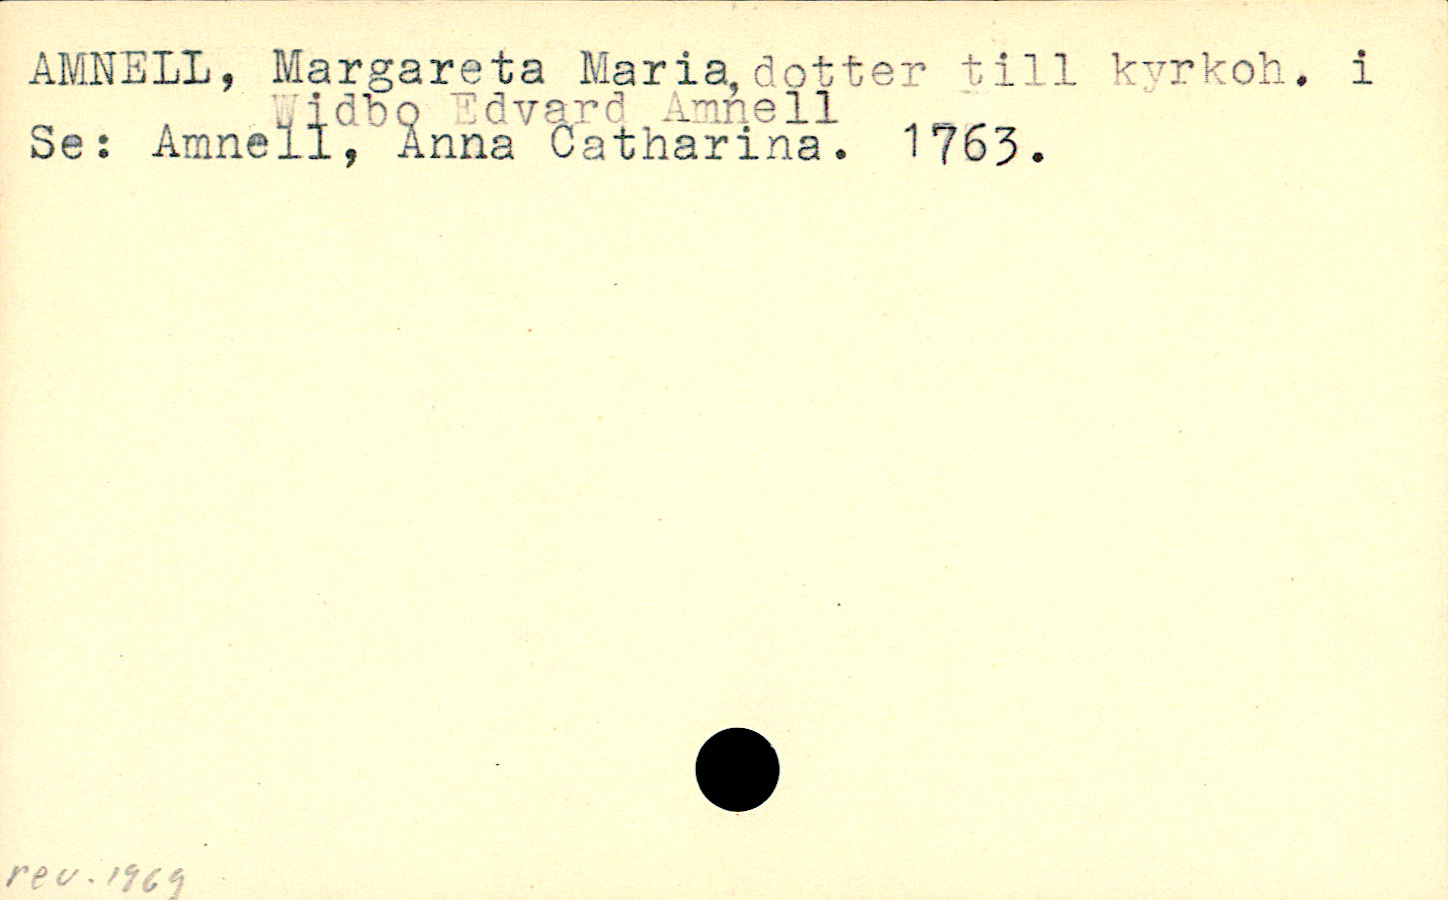 AMNELL, Margareta Maria, dotter till kyrkoh. i
Widbo Edvard Amnell
Se: Amnell, Anna Catharina. 1763.
rev. 1969